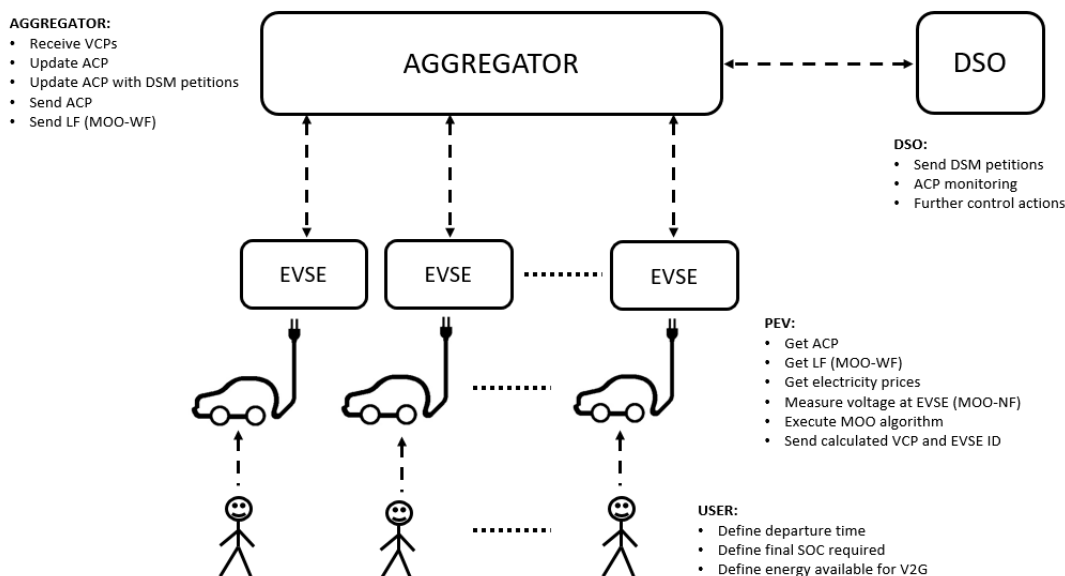 AGGREGATOR:
• Receive VCPs
• Update ACP
• Update ACP with DSM petitions
• Send ACP
• Send LF (MOO-WF)
AGGREGATOR
DSO
DSO:
• Send DSM petitions
• ACP monitoring
• Further control actions
EVSE
EVSE
EVSE
PEV:
• Get ACP
• Get LF (MOO-WF)
• Get electricity prices
• Measure voltage at EVSE (MOO-NF)
• Execute MOO algorithm
• Send calculated VCP and EVSE ID
USER:
• Define departure time
• Define final SOC required
• Define energy available for V2G